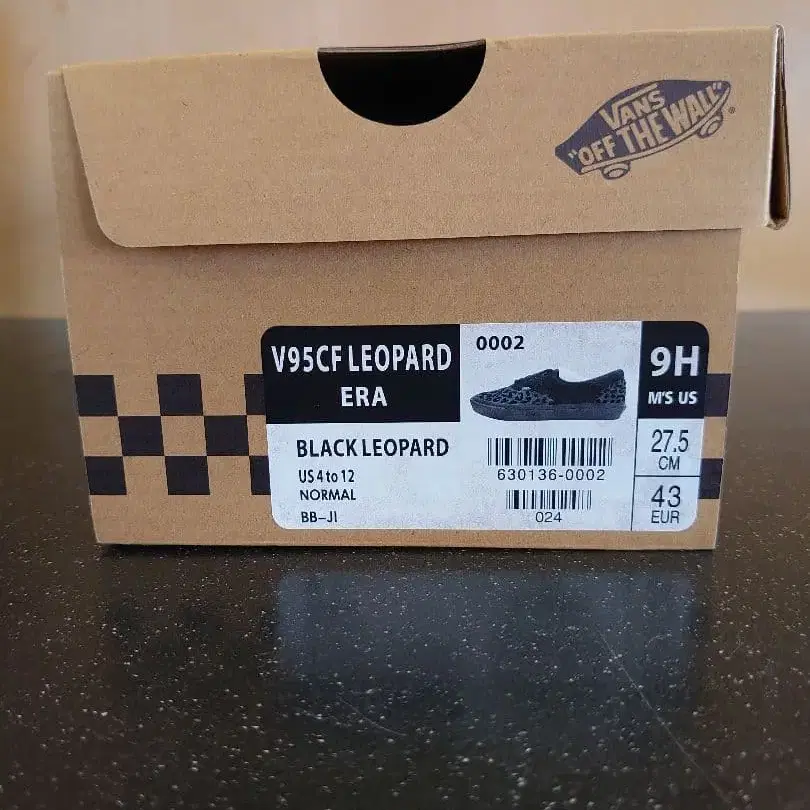 VANS
"OFF THE WALL"
V95CF LEOPARD
ERA
0002
9H
M'S US
BLACK LEOPARD
US 4 to 12
NORMAL
BB-JI
630136-0002
024
27.5
CM
43
EUR